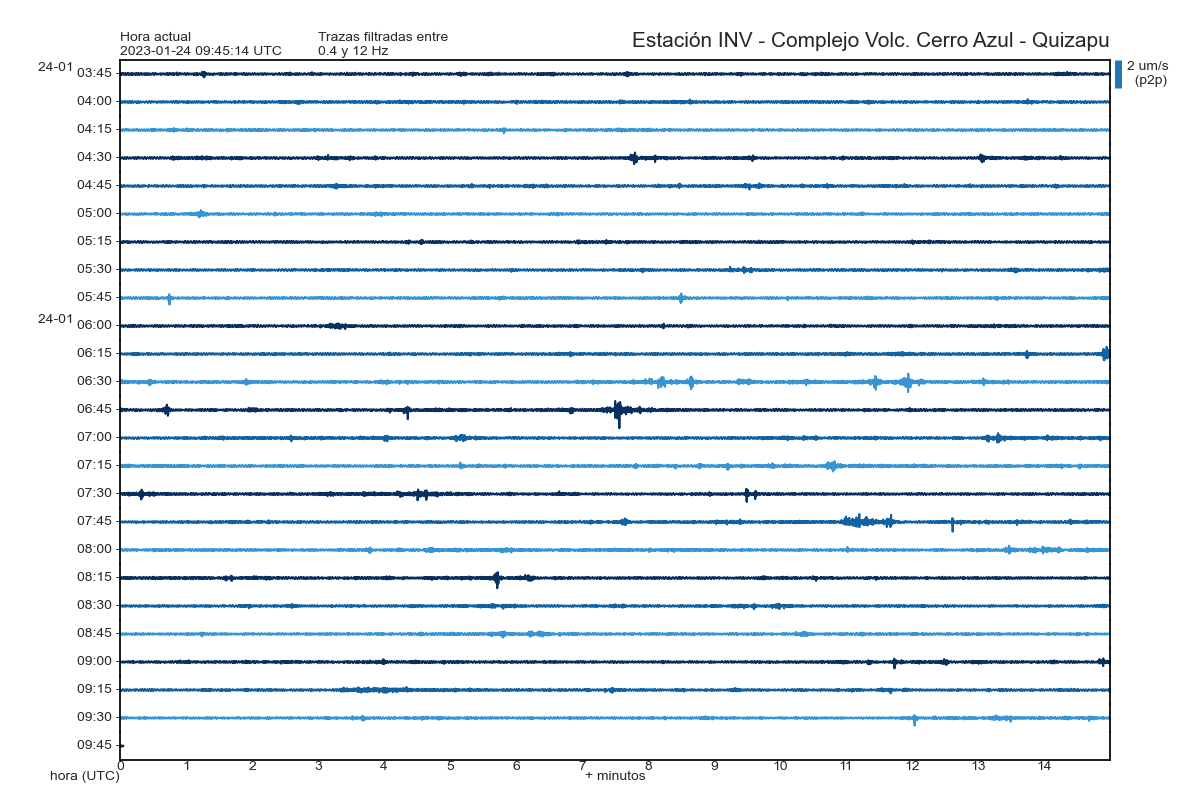 Hora actual
2023-01-24 09:45:14 UTC
Trazas filtradas entre
0.4 y 12 Hz
Estación INV - Complejo Volc. Cerro Azul - Quizapu
2 um/s
(p2p)
24-01 03:45
04:00
04:15
04:30
04:45
05:00
05:15
05:30
05:45
24-01 06:00
06:15
06:30
06:45
07:00
07:15
07:30
07:45
08:00
08:15
08:30
08:45
09:00
09:15
09:30
09:45
0 1 2 3 4 5 6 7 8 9 10 11 12 13 14
hora (UTC)
+ minutos